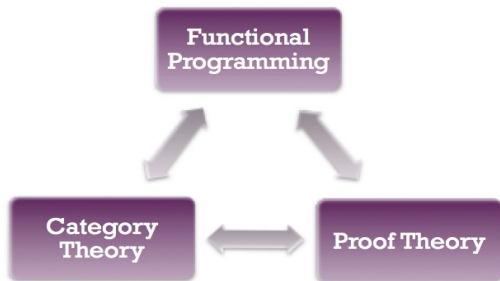 Functional
Programming
Category
Theory
Proof Theory